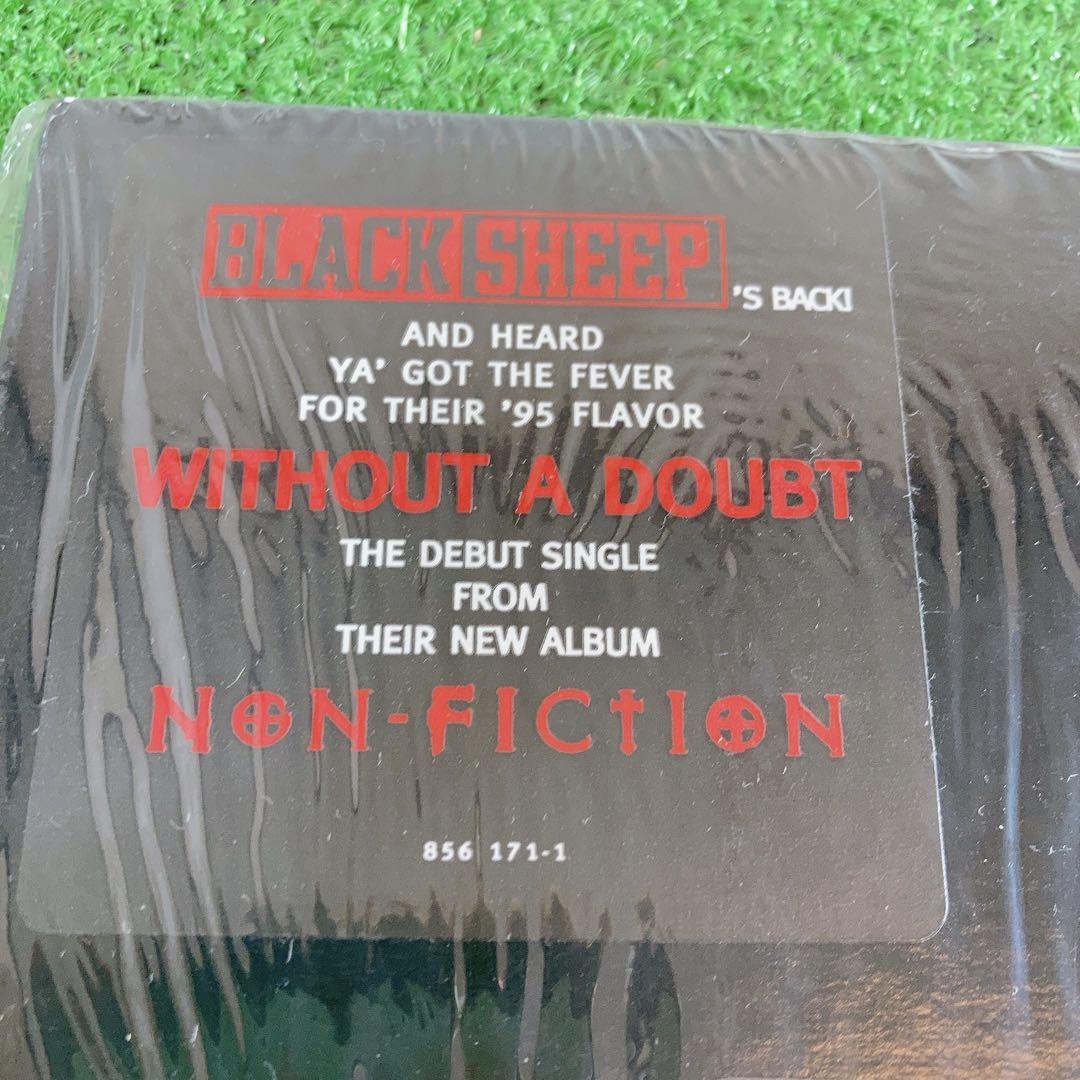 BLACK SHEEP'S BACK!
AND HEARD
YA' GOT THE FEVER
FOR THEIR '95 FLAVOR
WITHOUT A DOUBT
THE DEBUT SINGLE
FROM
THEIR NEW ALBUM
NON-FICTION
856 171-1